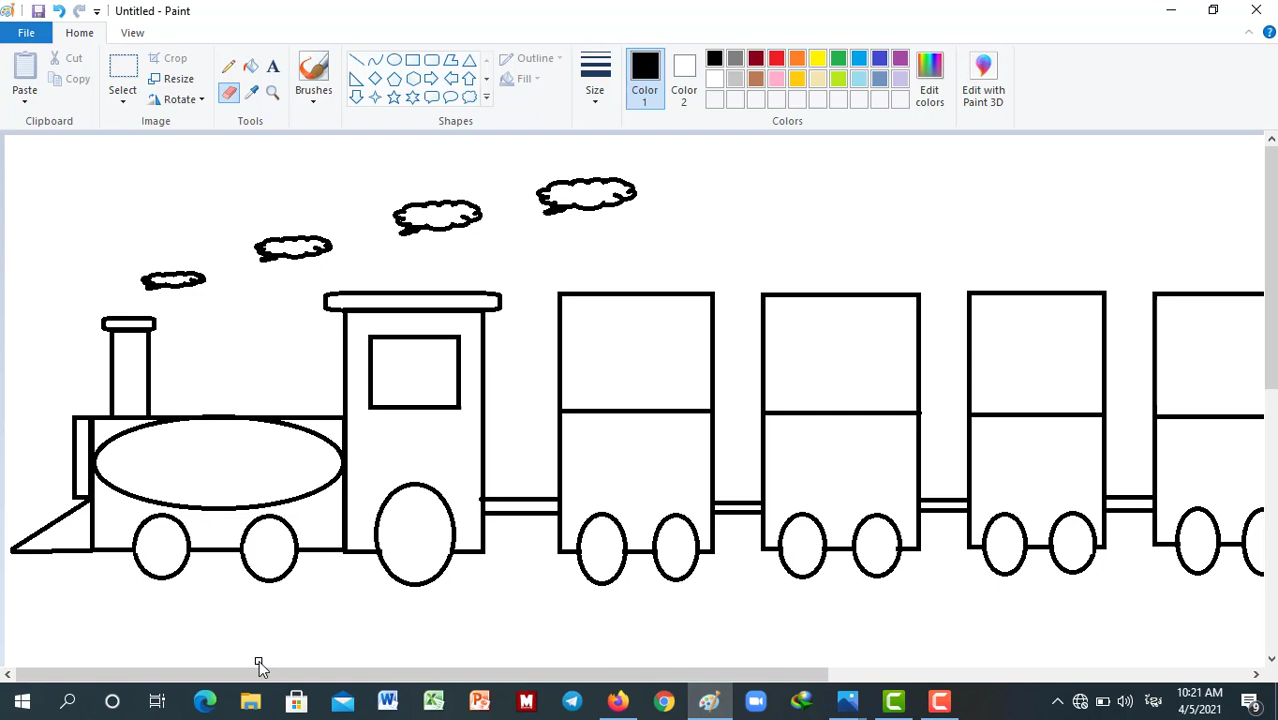 Untitled - Paint
File
Home
View
Paste
Cut
Copy
Clipboard
Select
Crop
Resize
Rotate
Image
A
Tools
Brushes
Outline
Fill
Shapes
Size
Color 1
Color 2
Edit colors
Colors
Edit with Paint 3D
10:21 AM
4/5/2021